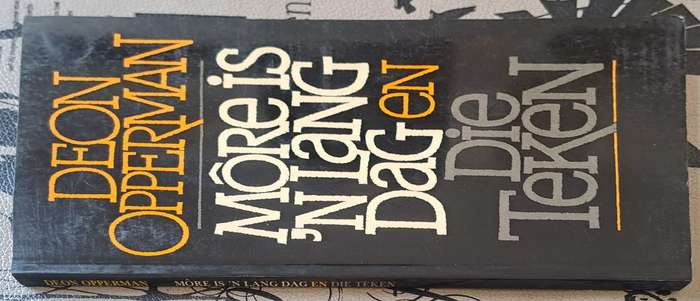 DEON
OPPERMAN
MÔRE IS
'N LANG
DAG EN
DIE
TEKEN
DEON OPPERMAN MÔRE IS 'N LANG DAG EN DIE TEKEN